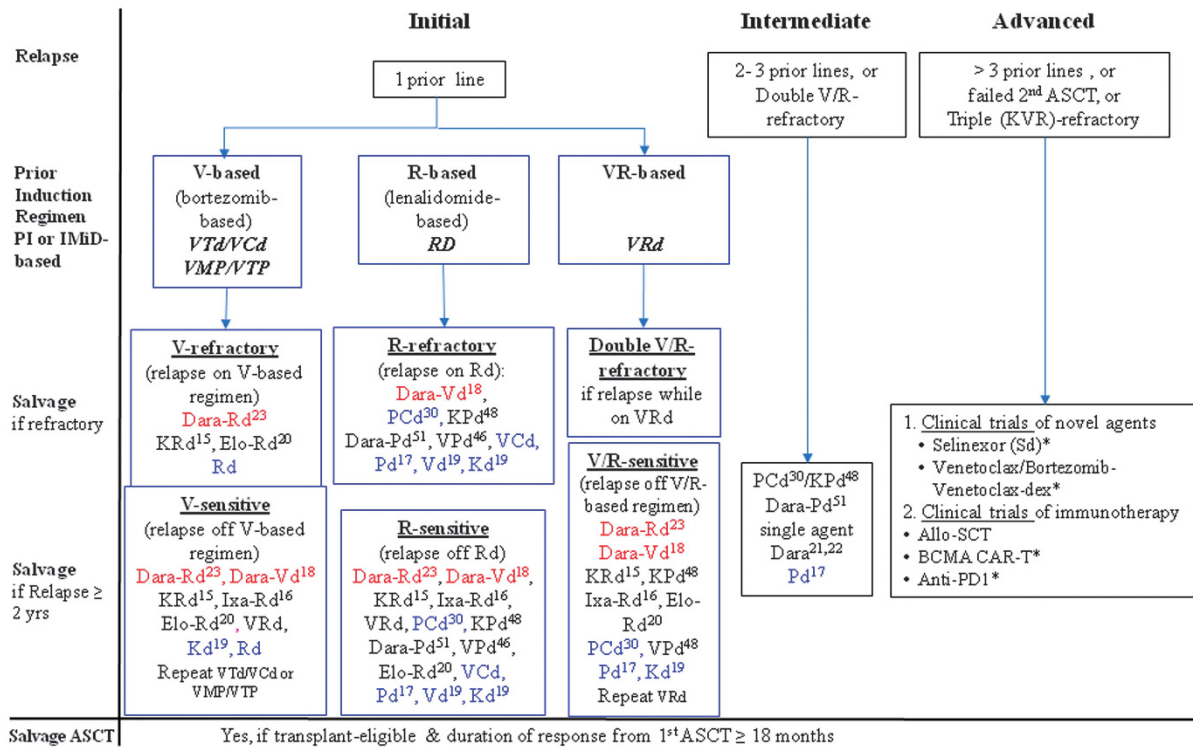 Initial
Intermediate
Advanced
Relapse
1 prior line
2- 3 prior lines, or
Double V/R-
refractory
> 3 prior lines , or
failed 2nd ASCT, or
Triple (KVR)-refractory
Prior
Induction
Regimen
PI or IMiD-
based
V-based
(bortezomib-
based)
VTd/VCd
VMP/VTP
R-based
(lenalidomide-
based)
RD
VR-based
VRd
Salvage
if refractory
V-refractory
(relapse on V-based
regimen)
Dara-Rd23
KRd15, Elo-Rd20
Rd
R-refractory
(relapse on Rd):
Dara-Vd18,
PCd30, KPd48
Dara-Pd51, VPd46, VCd,
Pd17, Vd19, Kd19
Double V/R-
refractory
if relapse while
on VRd
Salvage
if Relapse ≥
2 yrs
V-sensitive
(relapse off V-based
regimen)
Dara-Rd23, Dara-Vd18
KRd15, Ixa-Rd16
Elo-Rd20, VRd,
Kd19, Rd
Repeat VTd/VCd or
VMP/VTP
R-sensitive
(relapse off Rd)
Dara-Rd23, Dara-Vd18,
KRd15, Ixa-Rd16,
VRd, PCd30, KPd48
Dara-Pd51, VPd46,
Elo-Rd20, VCd,
Pd17, Vd19, Kd19
V/R-sensitive
(relapse off V/R-
based regimen)
Dara-Rd23
Dara-Vd18
KRd15, KPd48
Ixa-Rd16, Elo-
Rd20
PCd30, VPd48
Pd17, Kd19
Repeat VRd
PCd30/KPd48
Dara-Pd51
single agent
Dara21,22
Pd17
1. Clinical trials of novel agents
• Selinexor (Sd)*
• Venetoclax/Bortezomib-
Venetoclax-dex*
2. Clinical trials of immunotherapy
• Allo-SCT
• BCMA CAR-T*
• Anti-PD1*
Salvage ASCT
Yes, if transplant-eligible & duration of response from 1st ASCT ≥ 18 months